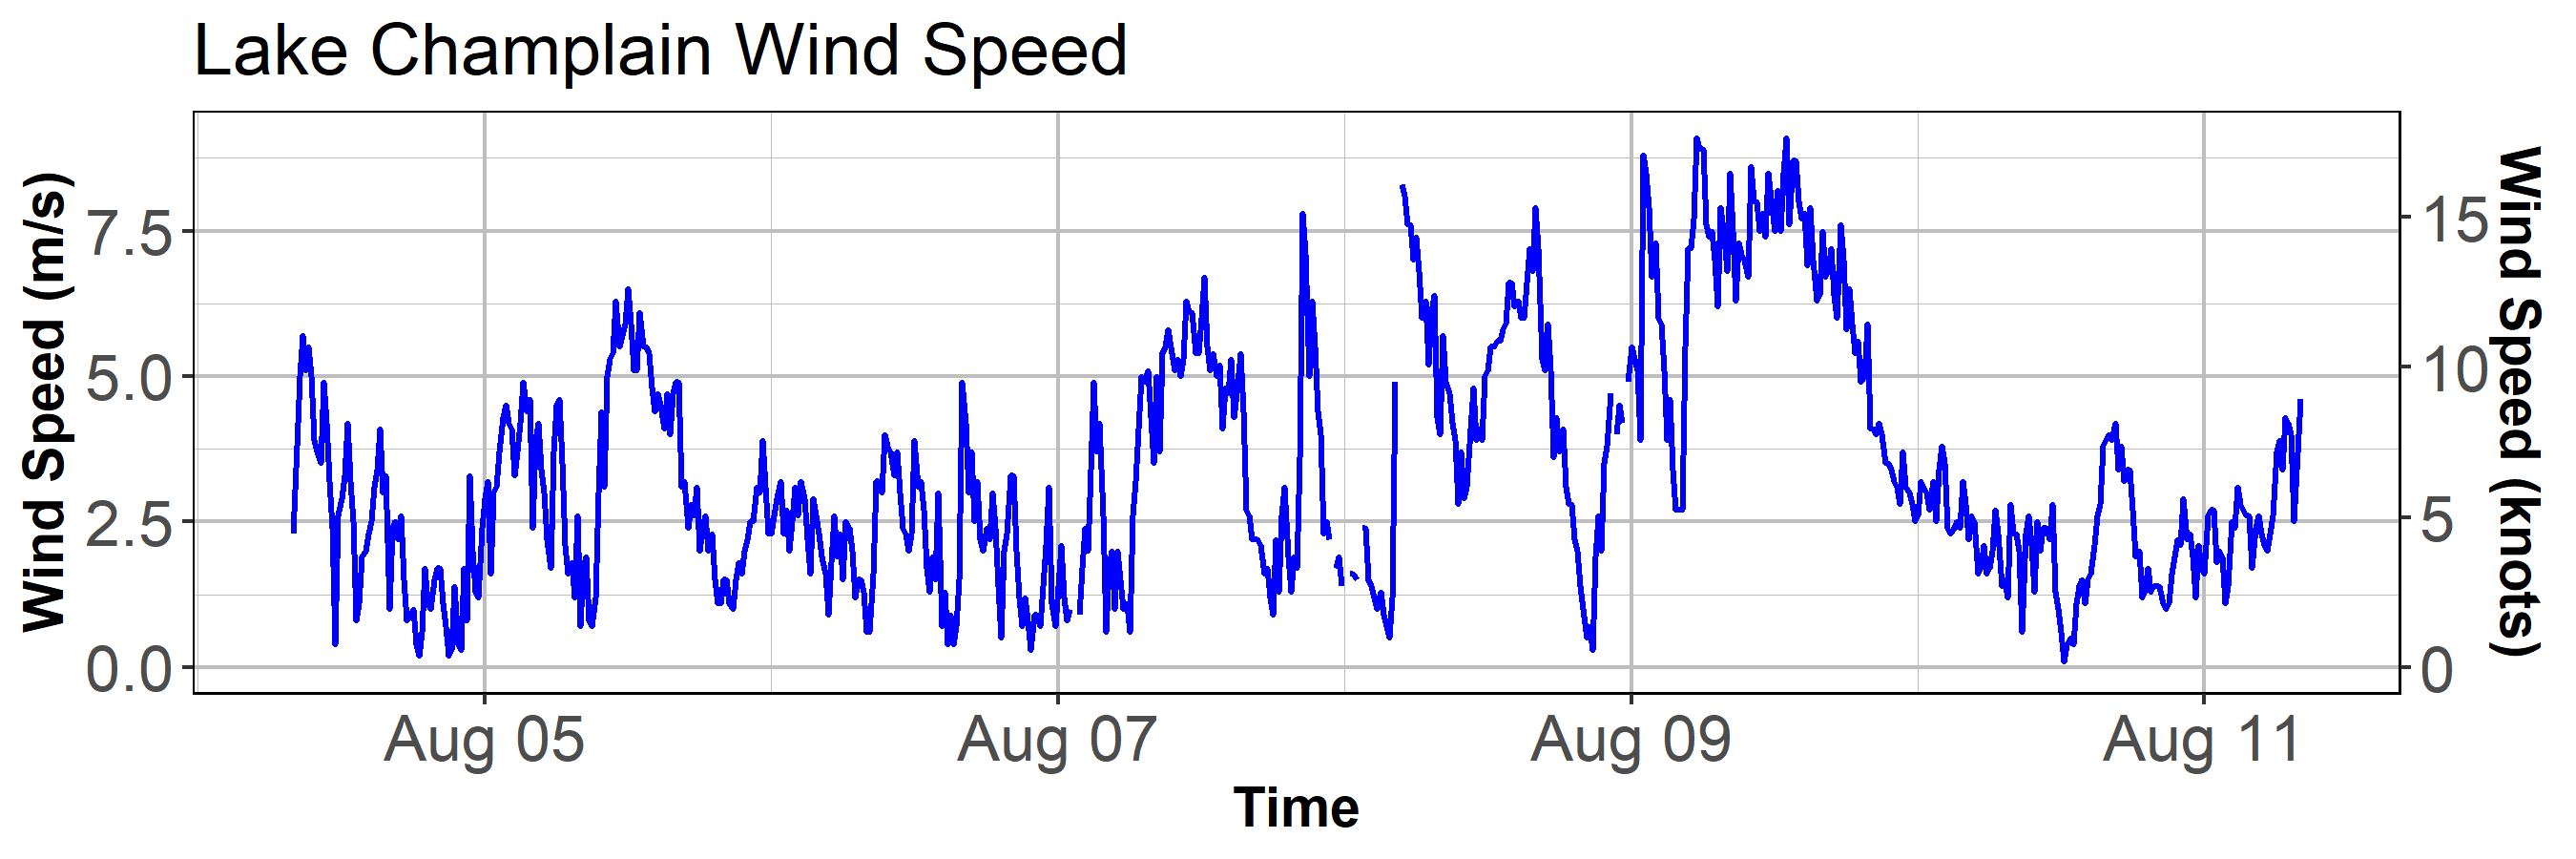 Lake Champlain Wind Speed
Wind Speed (m/s)
7.5
5.0
2.5
0.0
Wind Speed (knots)
15
10
5
0
Aug 05 Aug 07 Aug 09 Aug 11
Time